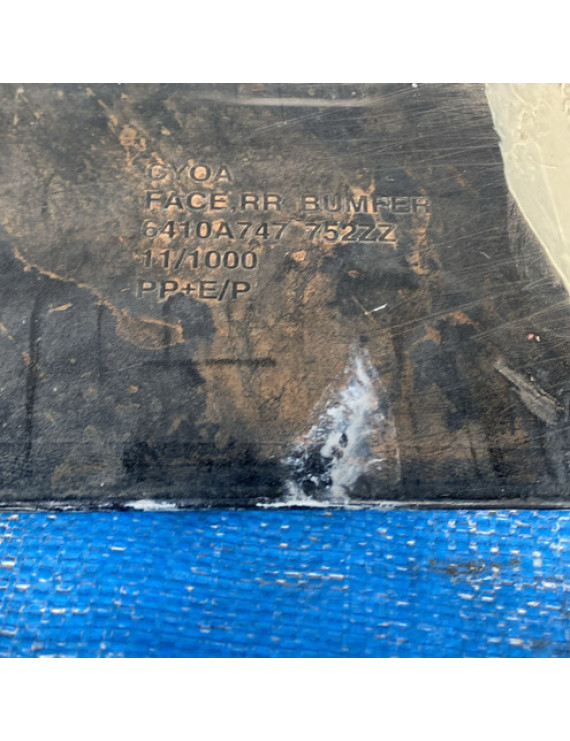 CYOA
FACE,RR BUMPER
6410A747 752ZZ
11/1000
PP+E/P